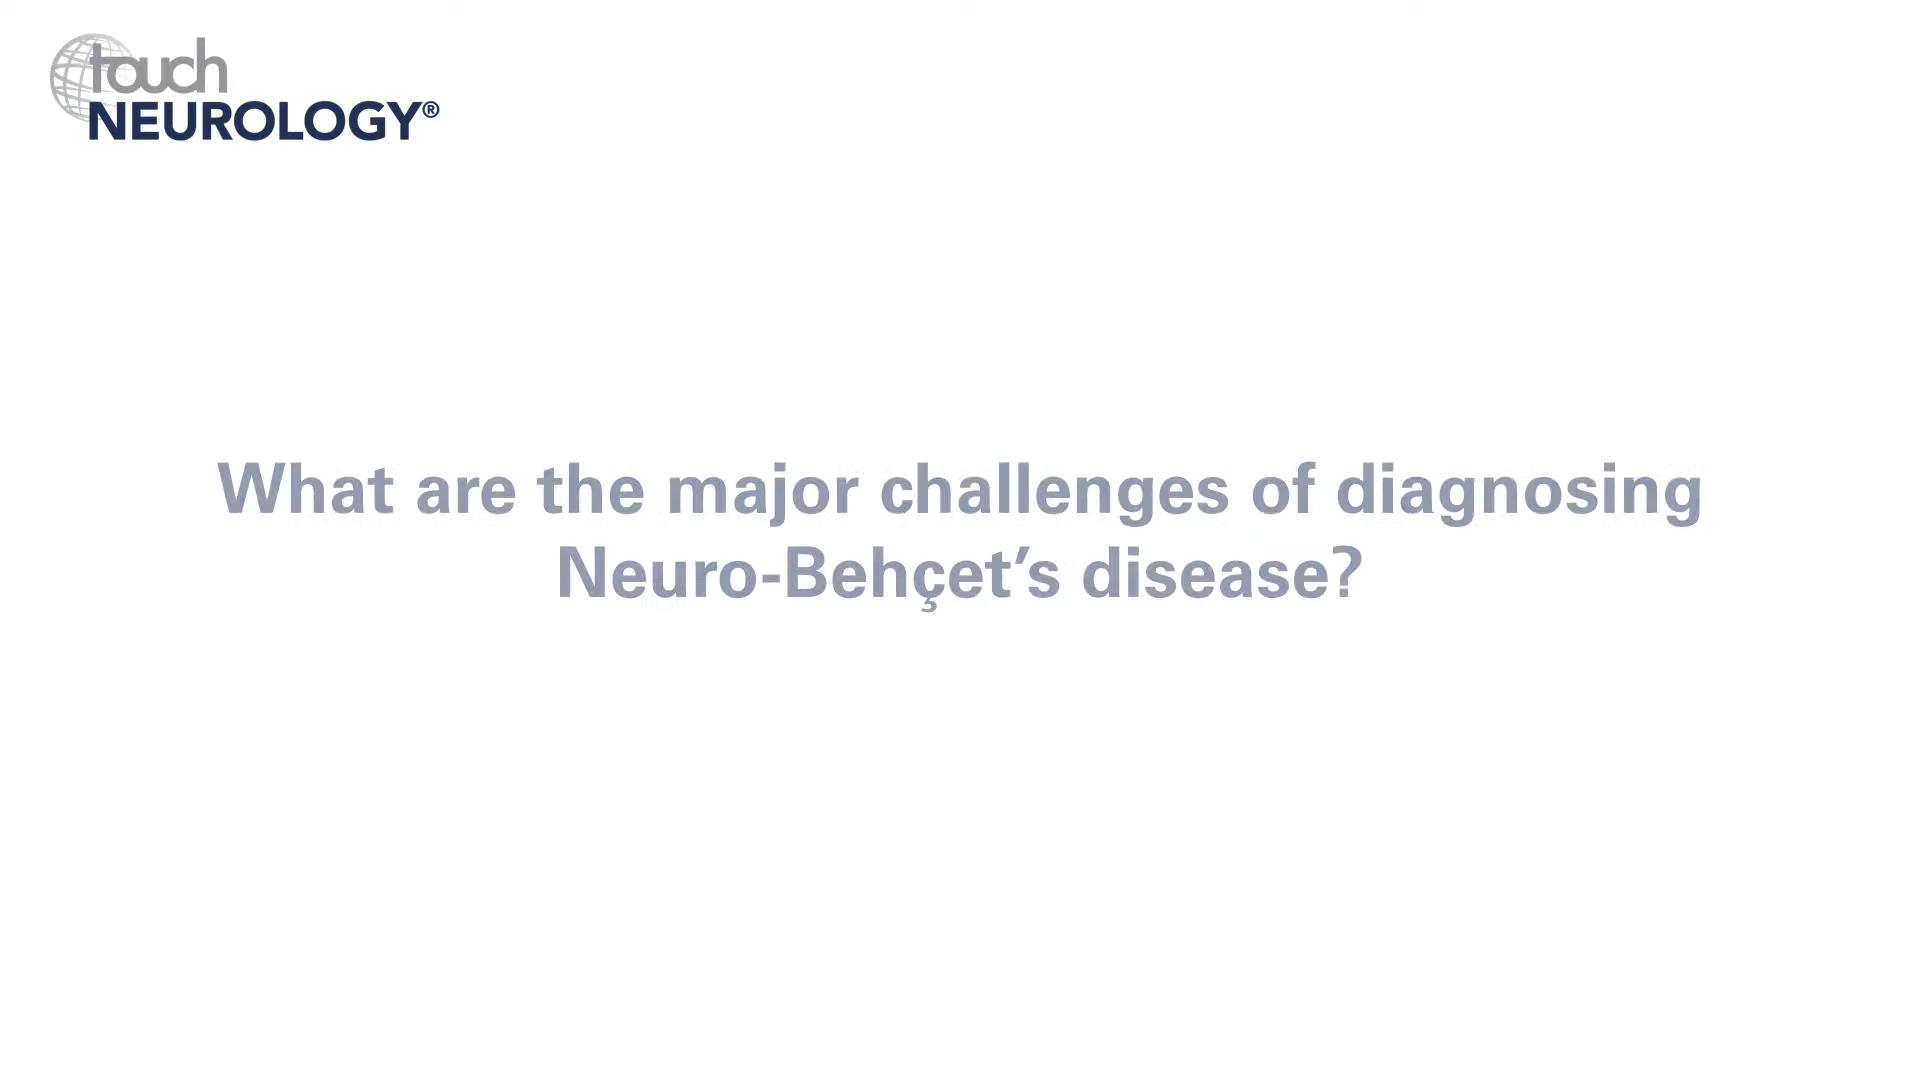 touch
NEUROLOGY®
What are the major challenges of diagnosing
Neuro-Behçet’s disease?